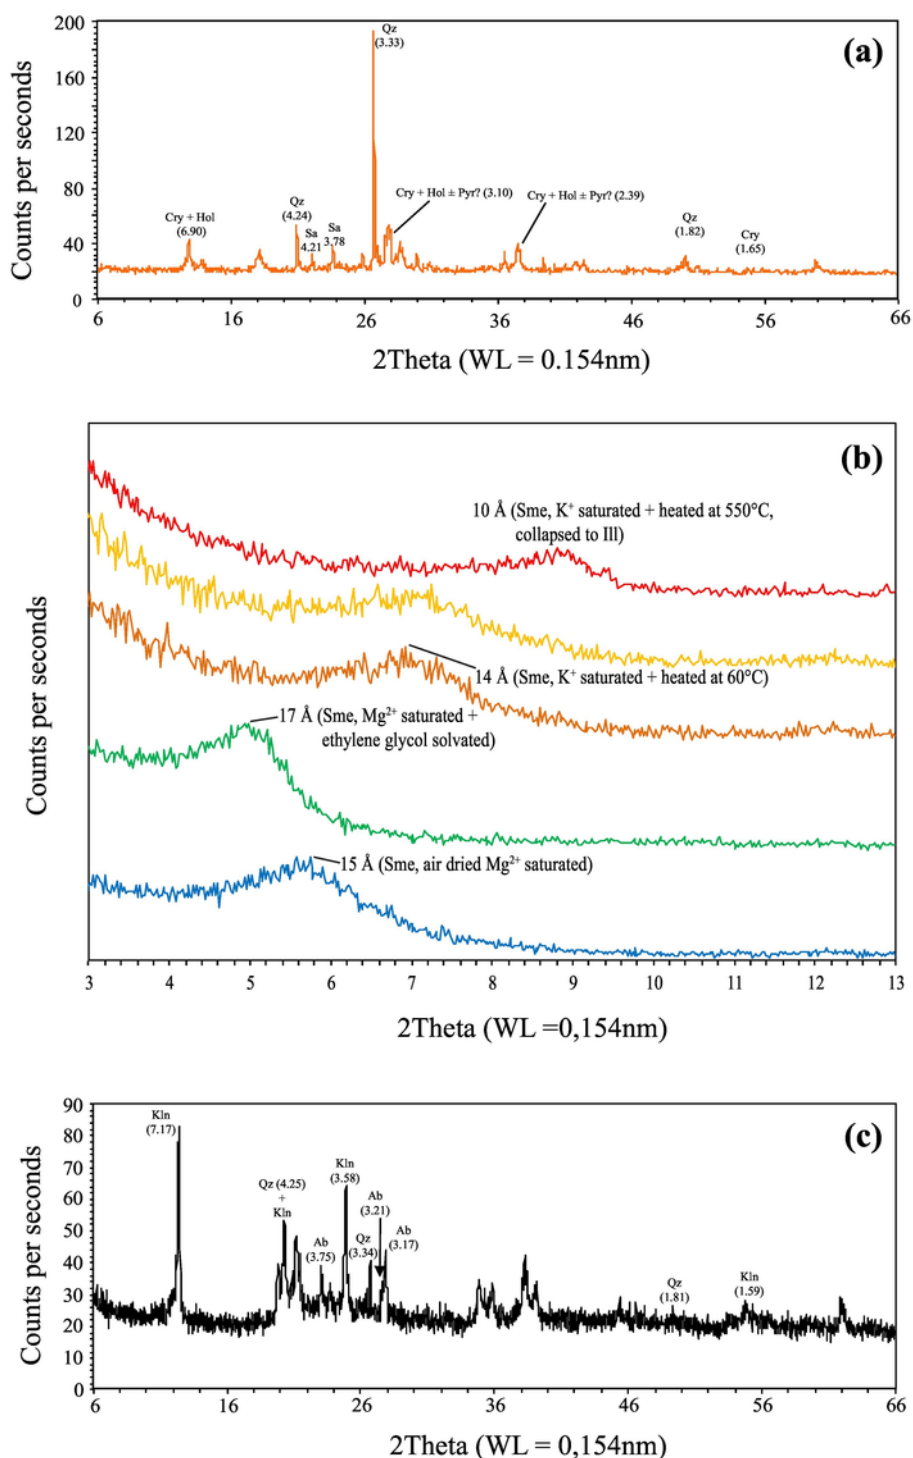 (a)
Counts per seconds
200
160
120
80
40
0
Qz
(3.33)
Cry + Hol
(6.90)
Qz
(4.24)
Sa
4.21
Sa
3.78
Cry + Hol ± Pyr? (3.10)
Cry + Hol ± Pyr? (2.39)
Qz
(1.82)
Cry
(1.65)
6 16 26 36 46 56 66
2Theta (WL = 0.154nm)
(b)
Counts per seconds
10 Å (Sme, K⁺ saturated + heated at 550°C,
collapsed to Ill)
14 Å (Sme, K⁺ saturated + heated at 60°C)
17 Å (Sme, Mg²⁺ saturated +
ethylene glycol solvated)
15 Å (Sme, air dried Mg²⁺ saturated)
3 4 5 6 7 8 9 10 11 12 13
2Theta (WL =0,154nm)
(c)
Counts per seconds
90
80
70
60
50
40
30
20
10
0
Kln
(7.17)
Qz (4.25)
+
Kln
Ab
(3.75)
Kln
(3.58)
Qz
(3.34)
Ab
(3.21)
Ab
(3.17)
Qz
(1.81)
Kln
(1.59)
6 16 26 36 46 56 66
2Theta (WL = 0,154nm)